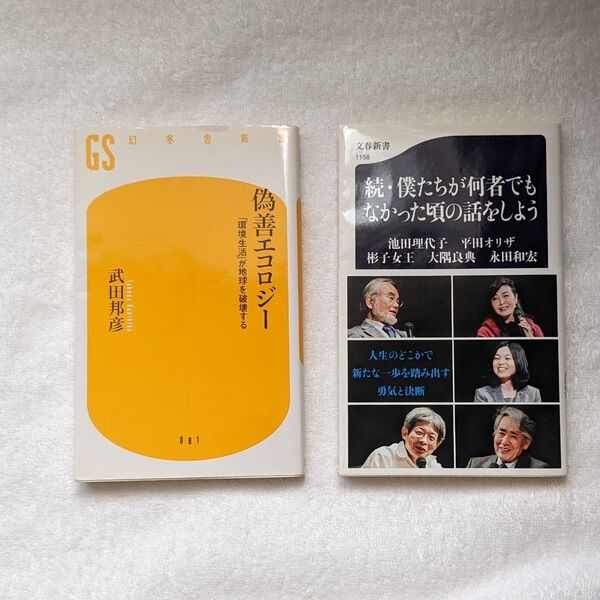 GS 幻冬舎新書
偽善エコロジー
「環境生活」が地球を破壊する
武田邦彦
Takeda Kunihiko
081
文春新書
1158
続・僕たちが何者でも
なかった頃の話をしよう
池田理代子 平田オリザ
彬子女王 大隅良典 永田和宏
人生のどこかで
新たな一歩を踏み出す
勇気と決断